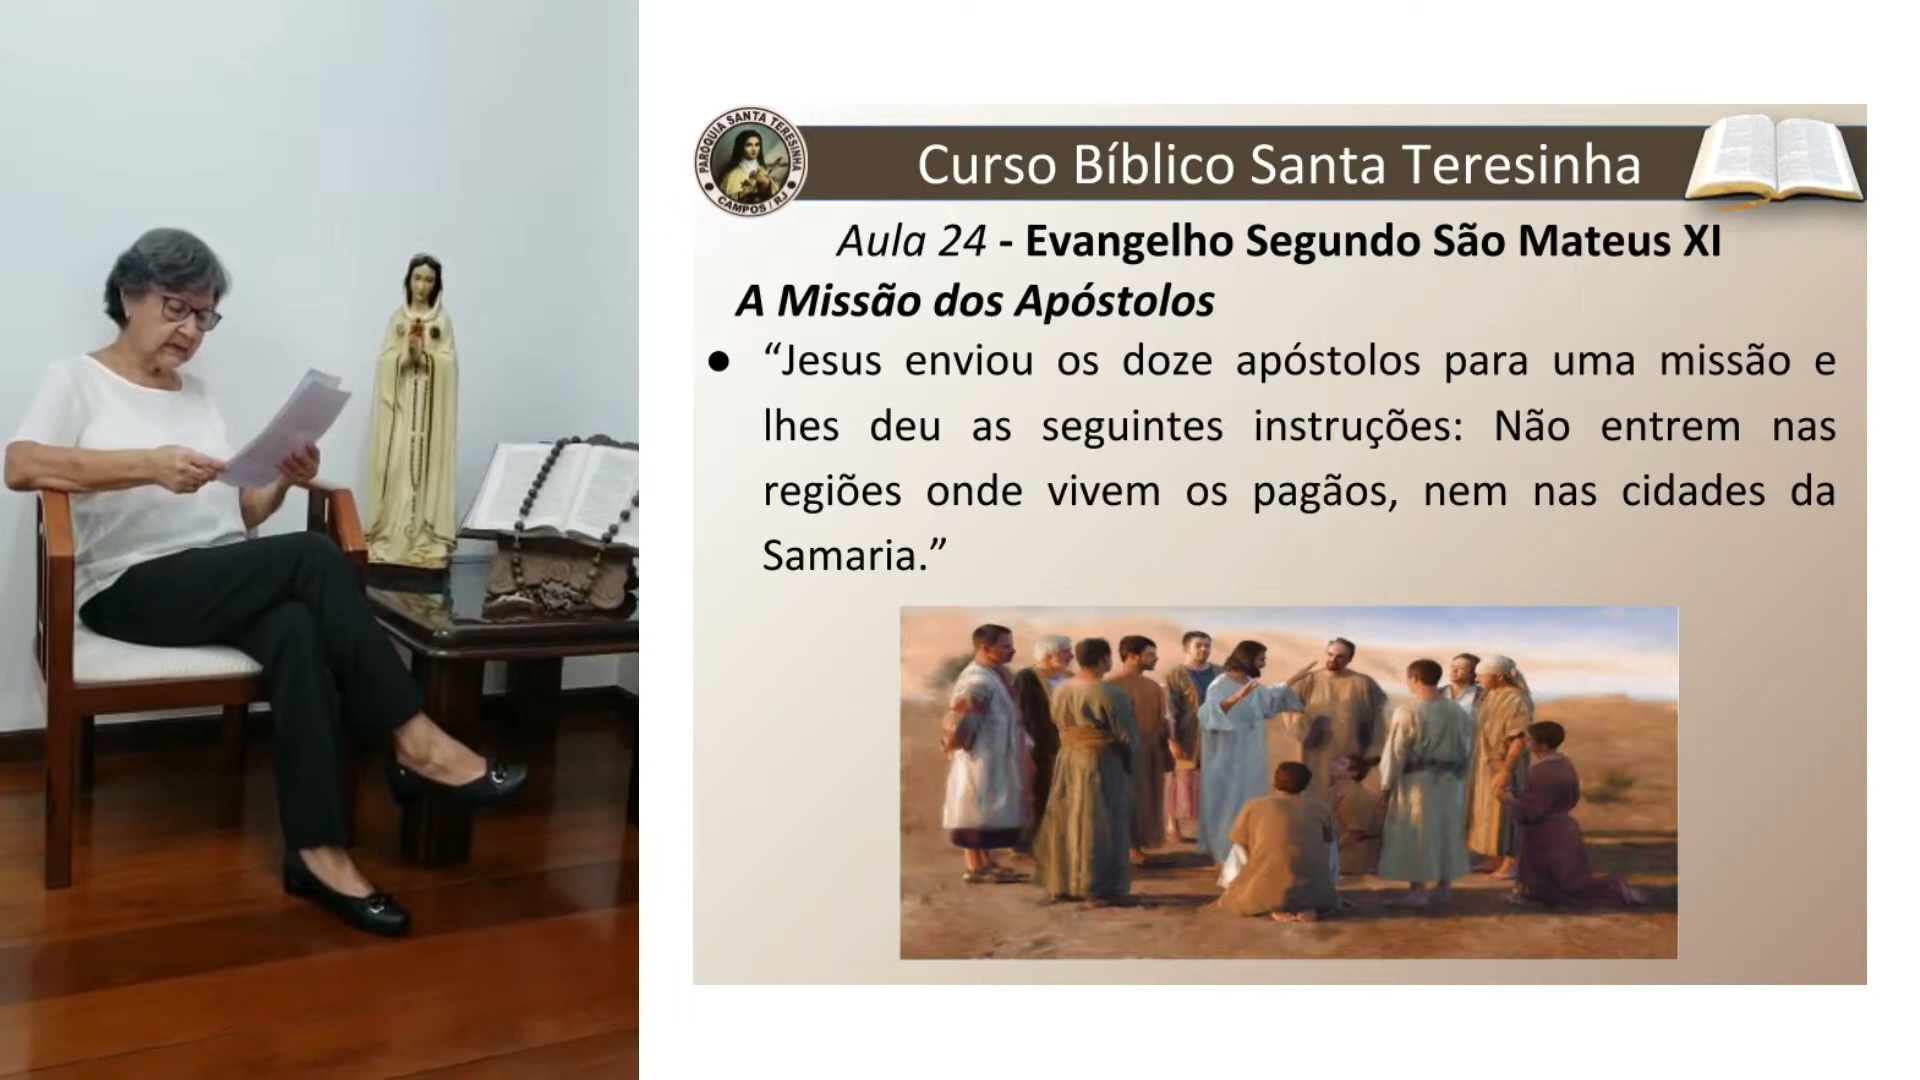 PARÓQUIA SANTA TERESINHA
CAMPOS / RJ
Curso Bíblico Santa Teresinha
Aula 24 - Evangelho Segundo São Mateus XI
A Missão dos Apóstolos
● “Jesus enviou os doze apóstolos para uma missão e
lhes deu as seguintes instruções: Não entrem nas
regiões onde vivem os pagãos, nem nas cidades da
Samaria.”